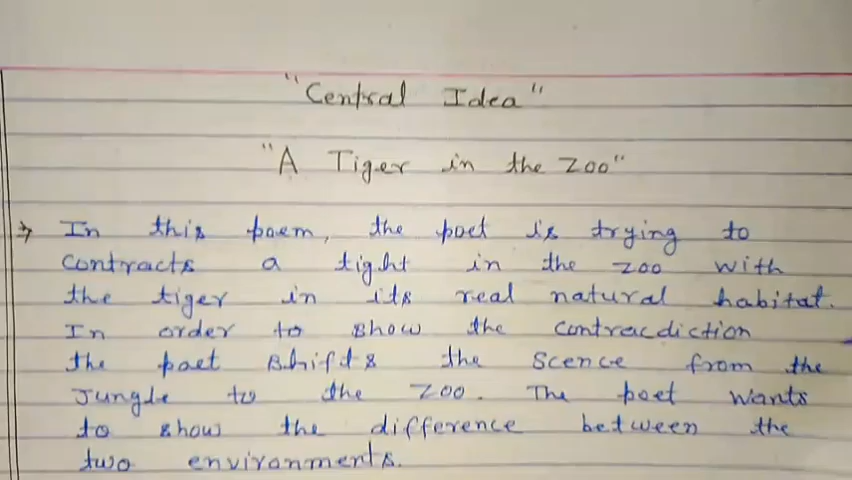 "Central Idea"
"A Tiger in the Zoo"
⇒ In this poem, the poet is trying to
contracts a tight in the zoo with
the tiger in its real natural habitat.
In order to show the contracdiction
the poet shifts the scence from the
Jungle to the Zoo. The poet wants
to show the difference between the
two environments.